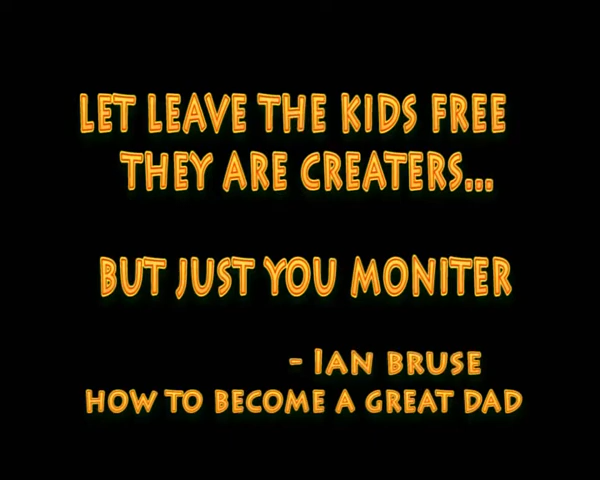 LET LEAVE THE KIDS FREE
THEY ARE CREATERS...
BUT JUST YOU MONITER
- IAN BRUSE
HOW TO BECOME A GREAT DAD